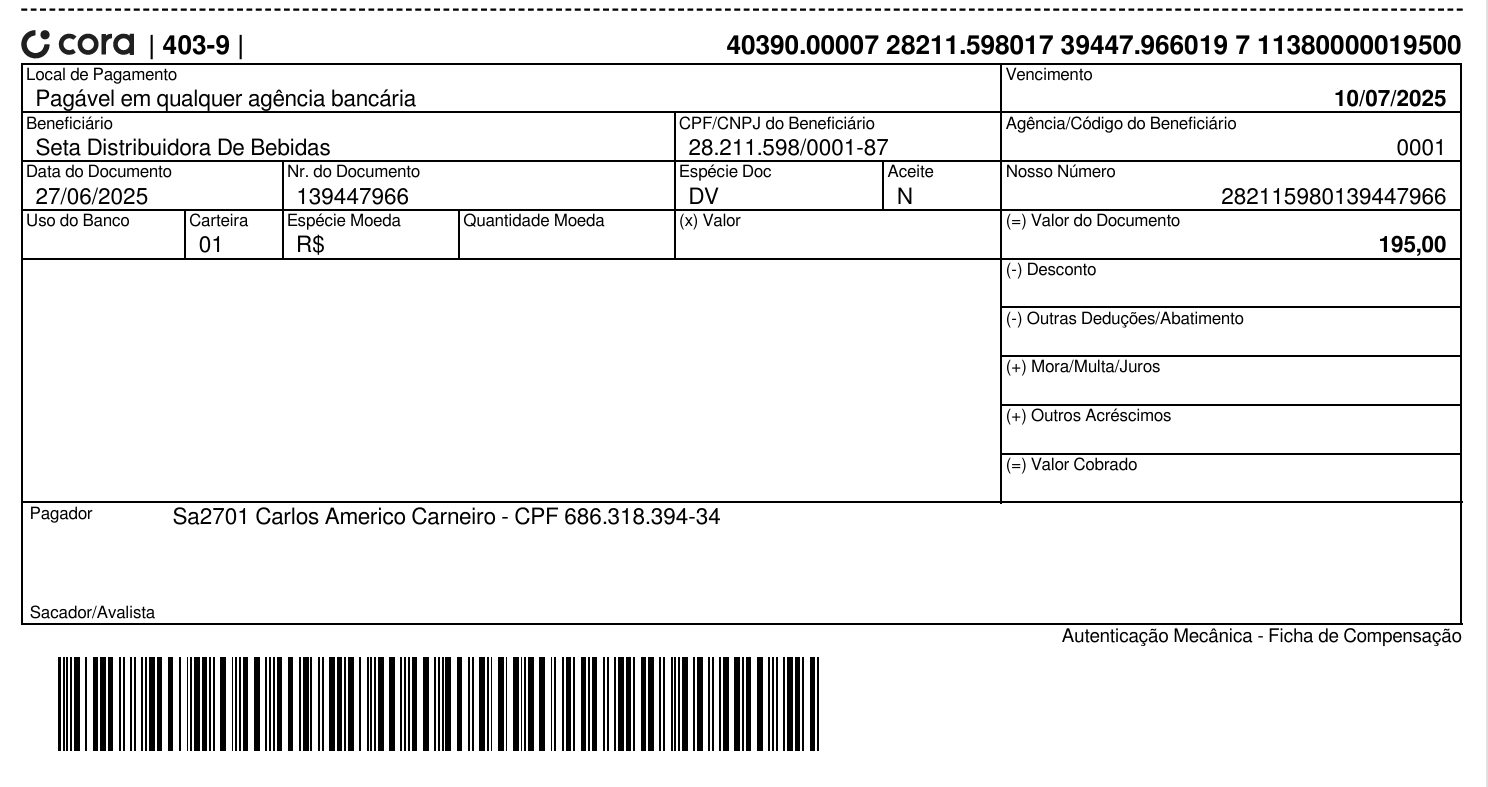 cora | 403-9 | 40390.00007 28211.598017 39447.966019 7 11380000019500
Local de Pagamento Vencimento
Pagável em qualquer agência bancária 10/07/2025
Beneficiário CPF/CNPJ do Beneficiário Agência/Código do Beneficiário
Seta Distribuidora De Bebidas 28.211.598/0001-87 0001
Data do Documento Nr. do Documento Espécie Doc Aceite Nosso Número
27/06/2025 139447966 DV N 282115980139447966
Uso do Banco Carteira Espécie Moeda Quantidade Moeda (x) Valor (=) Valor do Documento
01 R$ 195,00
(-) Desconto
(-) Outras Deduções/Abatimento
(+) Mora/Multa/Juros
(+) Outros Acréscimos
(=) Valor Cobrado
Pagador Sa2701 Carlos Americo Carneiro - CPF 686.318.394-34
Sacador/Avalista
Autenticação Mecânica - Ficha de Compensação